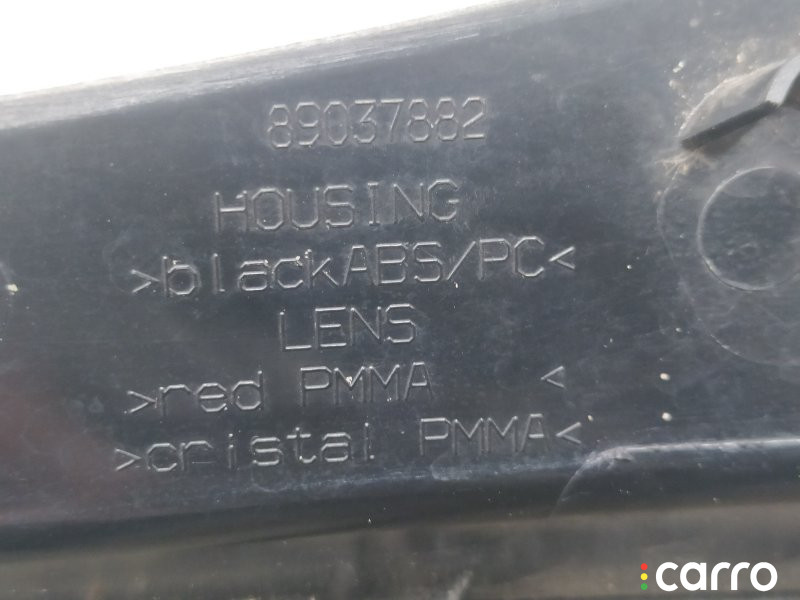 89037882
HOUSING
>blackABS/PC<
LENS
>red PMMA <
>cristal PMMA<
carro